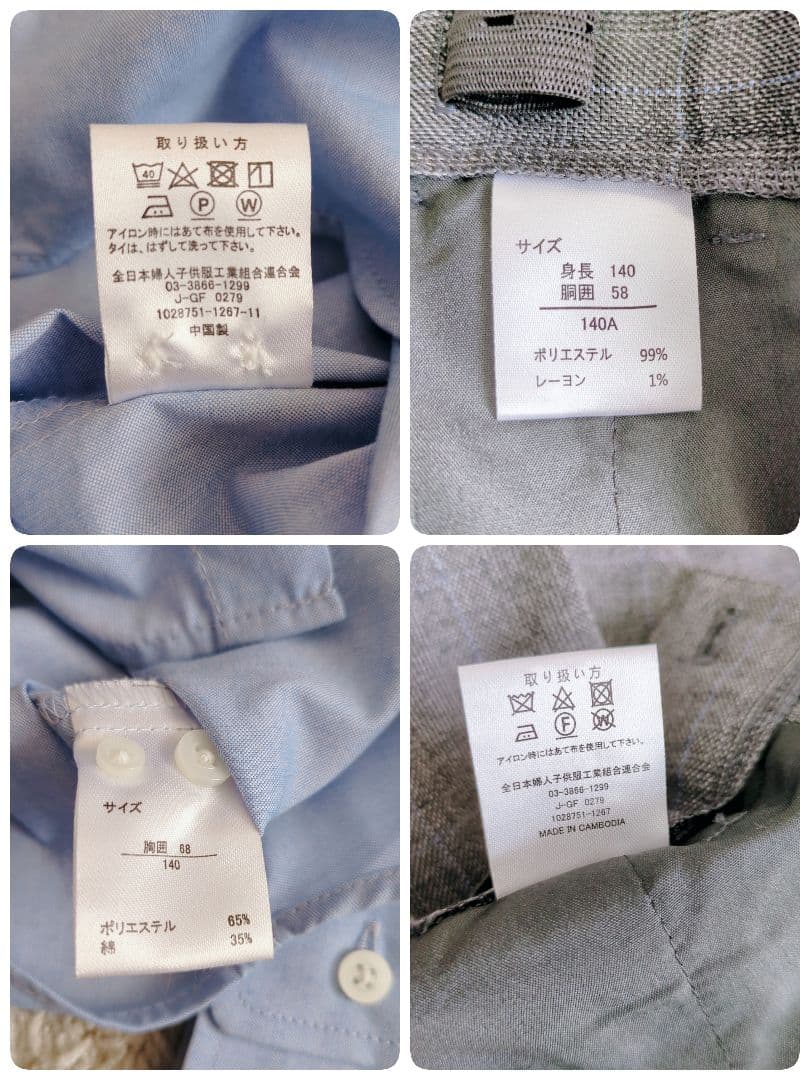 取り扱い方
40
P W
アイロン時にはあて布を使用して下さい。
タイは、はずして洗って下さい。
全日本婦人子供服工業組合連合会
03-3866-1299
J-GF 0279
1028751-1267-11
中国製
サイズ
身長 140
胴囲 58
140A
ポリエステル 99%
レーヨン 1%
サイズ
胸囲 68
140
ポリエステル 65%
綿 35%
取り扱い方
F W
アイロン時にはあて布を使用して下さい。
全日本婦人子供服工業組合連合会
03-3866-1299
J-GF 0279
1028751-1267
MADE IN CAMBODIA